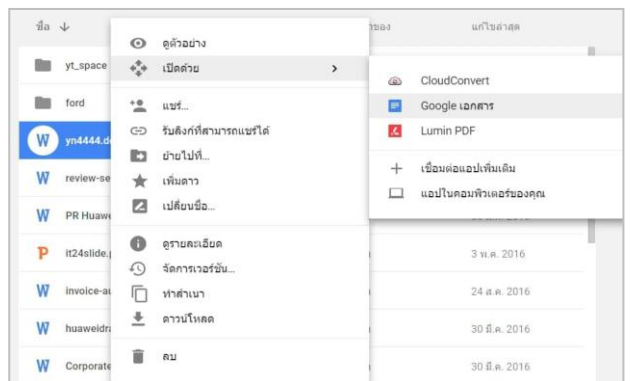 ชื่อ
แก้ไขล่าสุด
yt_space
ford
yn4444.d
review-se
PR Huaw
it24slide.
invoice-au
huaweidra
Corporate
ดูตัวอย่าง
เปิดด้วย
แชร์...
รับลิงก์ที่สามารถแชร์ได้
ย้ายไปที่...
เพิ่มดาว
เปลี่ยนชื่อ...
ดูรายละเอียด
จัดการเวอร์ชัน...
ทำสำเนา
ดาวน์โหลด
ลบ
CloudConvert
Google เอกสาร
Lumin PDF
เชื่อมต่อแอปเพิ่มเติม
แอปในคอมพิวเตอร์ของคุณ
3 พ.ค. 2016
24 ส.ค. 2016
30 มี.ค. 2016
30 มี.ค. 2016